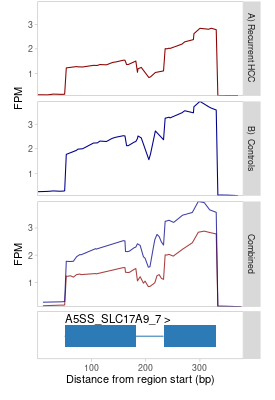 3
2
1
A) Recurrent HCC
FPM
3
2
1
B) Controls
3
2
1
FPM
Combined
A5SS_SLC17A9_7 >
100 200 300
Distance from region start (bp)